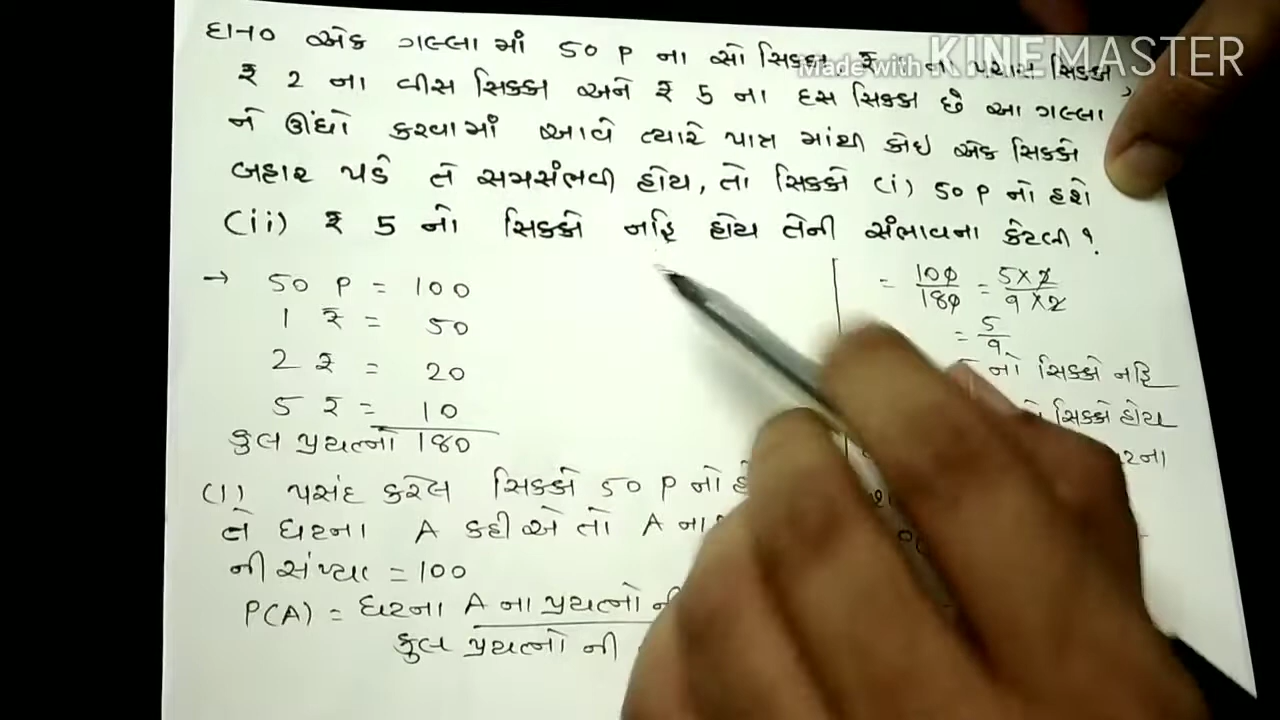 દા-૧૦ એક ગલ્લા માં 50 P ના સો સિક્કા, ₹
Made with KINEMASTER
₹ 2 ના વીસ સિક્કા અને ₹ 5 ના દસ સિક્કા છે આ ગલ્લા
ને ઊંધો કરવામાં આવે ત્યારે પાત્ર માંથી કોઇ એક સિક્કો
બહાર પડે તે સમસંભવી હોય, તો સિક્કો (i) 50 P નો હશે
(ii) ₹ 5 નો સિક્કો નહિ હોય તેની સંભાવના કેટલી ?
→ 50 P = 100
1 ₹ = 50
2 ₹ = 20
5 ₹ = 10
કુલ પ્રયત્નો 180
(1) પસંદ કરેલ સિક્કો 50 P નો
તે ઘટના A કહીએ તો A ના
ની સંખ્યા = 100
P(A) = ઘટના A ના પ્રયત્નો ની
કુલ પ્રયત્નો ની
= 100/180 = 5×2/9×2
= 5/9
નો સિક્કો નહિ
સિક્કો હોય